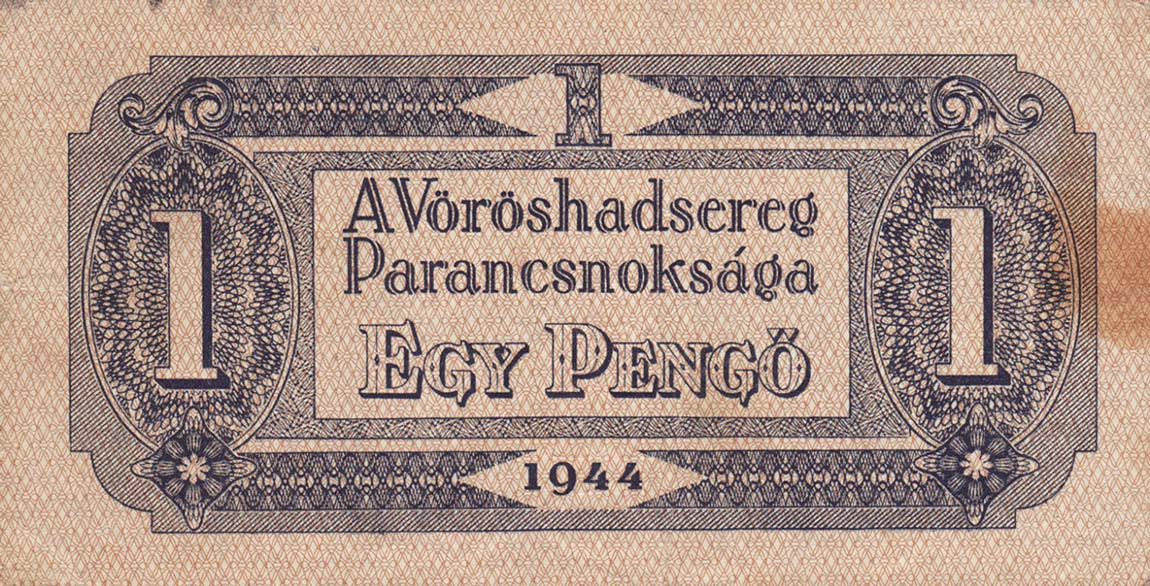 1
A Vöröshadsereg
Parancsnoksága
1 1
EGY PENGŐ
1944